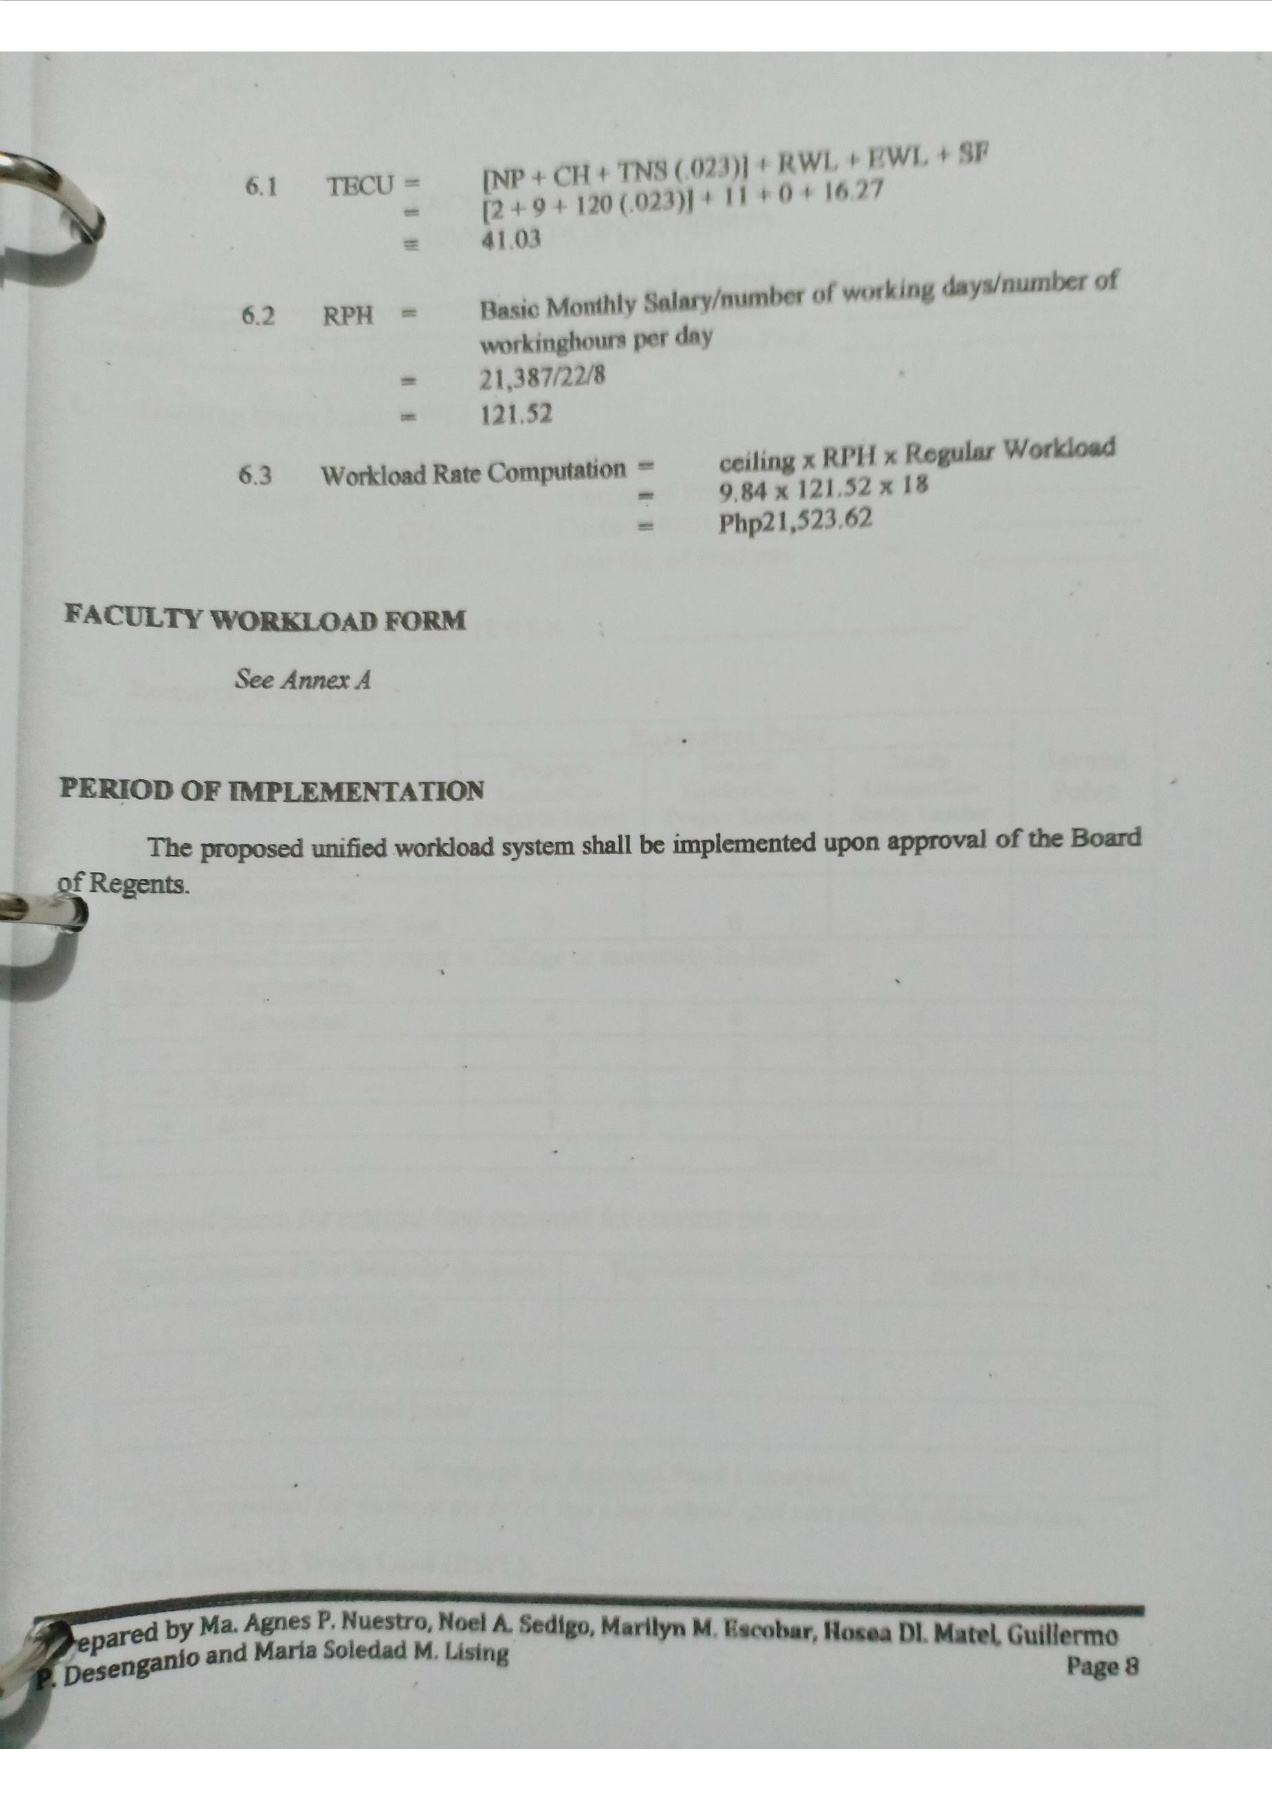 6.1 TECU = [NP + CH + TNS (.023)] + RWL + EWL + SF
= [2 + 9 + 120 (.023)] + 11 + 0 + 16.27
= 41.03
6.2 RPH = Basic Monthly Salary/number of working days/number of
workinghours per day
= 21,387/22/8
= 121.52
6.3 Workload Rate Computation = ceiling x RPH x Regular Workload
= 9.84 x 121.52 x 18
= Php21,523.62
FACULTY WORKLOAD FORM
See Annex A
PERIOD OF IMPLEMENTATION
The proposed unified workload system shall be implemented upon approval of the Board
of Regents.
repared by Ma. Agnes P. Nuestro, Noel A. Sedigo, Marilyn M. Escobar, Hosea Dl. Matel, Guillermo
P. Desenganio and Maria Soledad M. Lising
Page 8